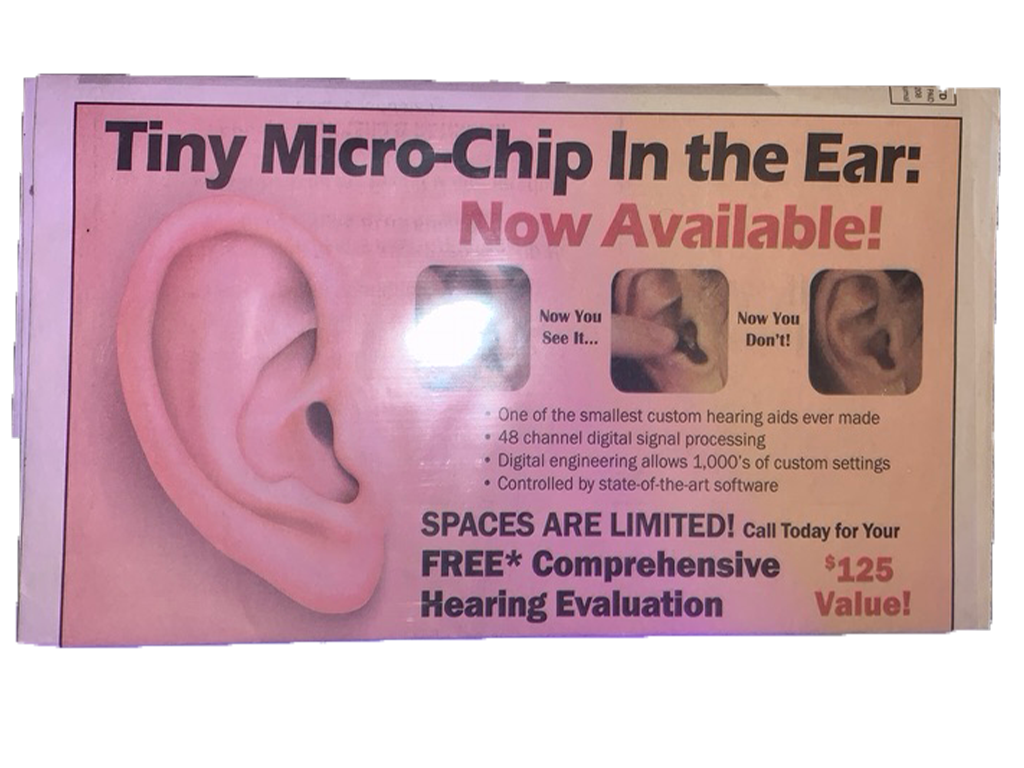 Tiny Micro-Chip In the Ear:
Now Available!
Now You
See It...
Now You
Don't!
• One of the smallest custom hearing aids ever made
• 48 channel digital signal processing
• Digital engineering allows 1,000's of custom settings
• Controlled by state-of-the-art software
SPACES ARE LIMITED! Call Today for Your
FREE* Comprehensive
Hearing Evaluation
$125
Value!